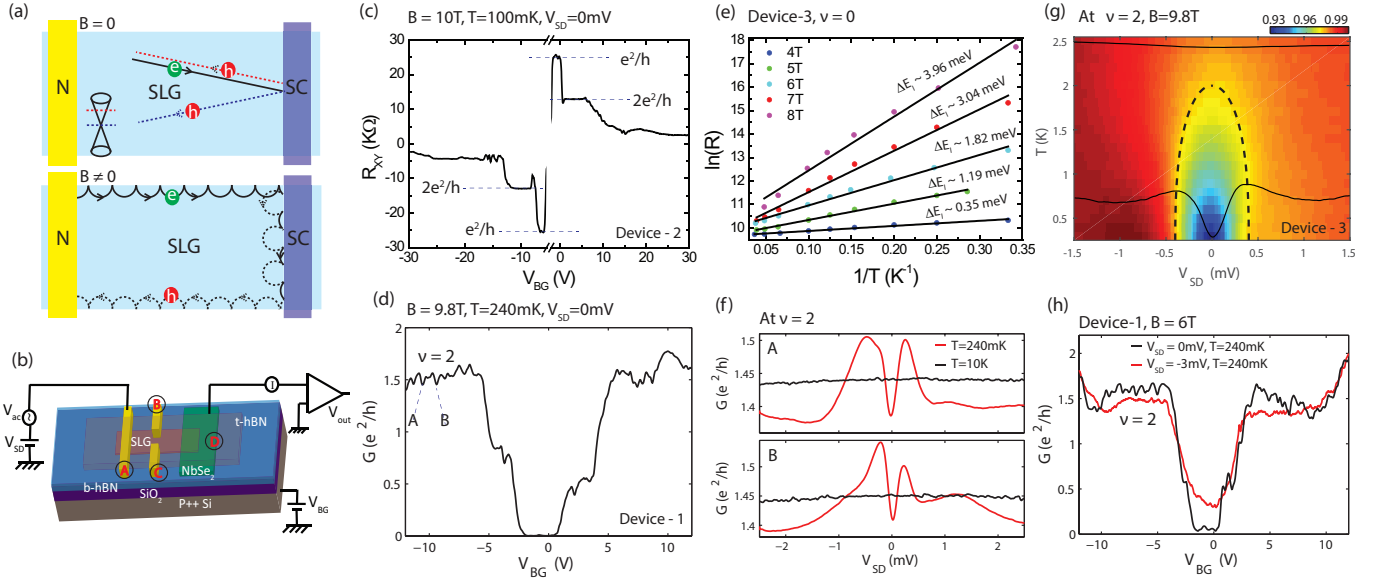 (a)
B = 0
N
e
h
SLG
h
SC
B ≠ 0
N
e
SLG
h
SC
(b)
V_ac
V_SD
SLG
B
A
C
D
NbSe_2
t-hBN
b-hBN
SiO_2
P++ Si
I
V_out
V_BG
(c)
B = 10T, T=100mK, V_SD=0mV
R_XY (KΩ)
30
20
10
0
-10
-20
-30
e²/h
2e²/h
2e²/h
e²/h
Device - 2
-20 -10 0 10 20 30
V_BG (V)
(d)
B = 9.8T, T=240mK, V_SD=0mV
G (e²/h)
2
1.5
1
0.5
0
ν = 2
A
B
Device - 1
-10 -5 0 5 10
V_BG (V)
(e)
Device-3, ν = 0
ln(R)
18
17
16
15
14
13
12
11
10
4T
5T
6T
7T
8T
ΔE_I ~ 3.96 meV
ΔE_I ~ 3.04 meV
ΔE_I ~ 1.82 meV
ΔE_I ~ 1.19 meV
ΔE_I ~ 0.35 meV
0.05 0.10 0.15 0.20 0.25 0.30 0.35
1/T (K⁻¹)
(f)
At ν = 2
A
T=240mK
T=10K
G (e²/h)
1.5
1.4
B
G (e²/h)
1.5
1.45
1.4
-2 -1 0 1 2
V_SD (mV)
(g)
At ν = 2, B=9.8T
0.93 0.96 0.99
T (K)
2.5
2
1.5
1
0.5
Device - 3
-1.5 -1 -0.4 0 0.4 1 1.5
V_SD (mV)
(h)
Device-1, B = 6T
V_SD = 0mV, T=240mK
V_SD = -3mV, T=240mK
G (e²/h)
2
1.5
1
0.5
0
ν = 2
-10 -5 0 5 10
V_BG (V)